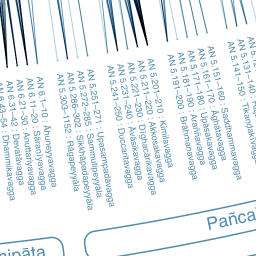 AN 6.43–54 : Dhammikavagga
AN 6.31–42 : Devatāvagga
AN 6.21–30 : Anuttariyavagga
AN 6.11–20 : Sāraṇīyavagga
AN 6.1–10 : Āhuneyyavagga
AN 5.303–1152 : Rāgapeyyāla
AN 5.286–302 : Sikkhāpadapeyyāla
AN 5.272–285 : Sammutipeyyāla
AN 5.251–271 : Upasampadāvagga
AN 5.241–250 : Duccaritavagga
AN 5.231–240 : Āvāsikavagga
AN 5.221–230 : Dīghacārikavagga
AN 5.211–220 : Akkosakavagga
AN 5.201–210 : Kimilavagga
AN 5.191–200 : Brāhmaṇavagga
AN 5.181–190 : Araññavagga
AN 5.171–180 : Upāsakavagga
AN 5.161–170 : Āghātavagga
AN 5.151–160 : Saddhammavagga
AN 5.141–150 : Tikaṇḍakīvagga
AN 5.131–140 :